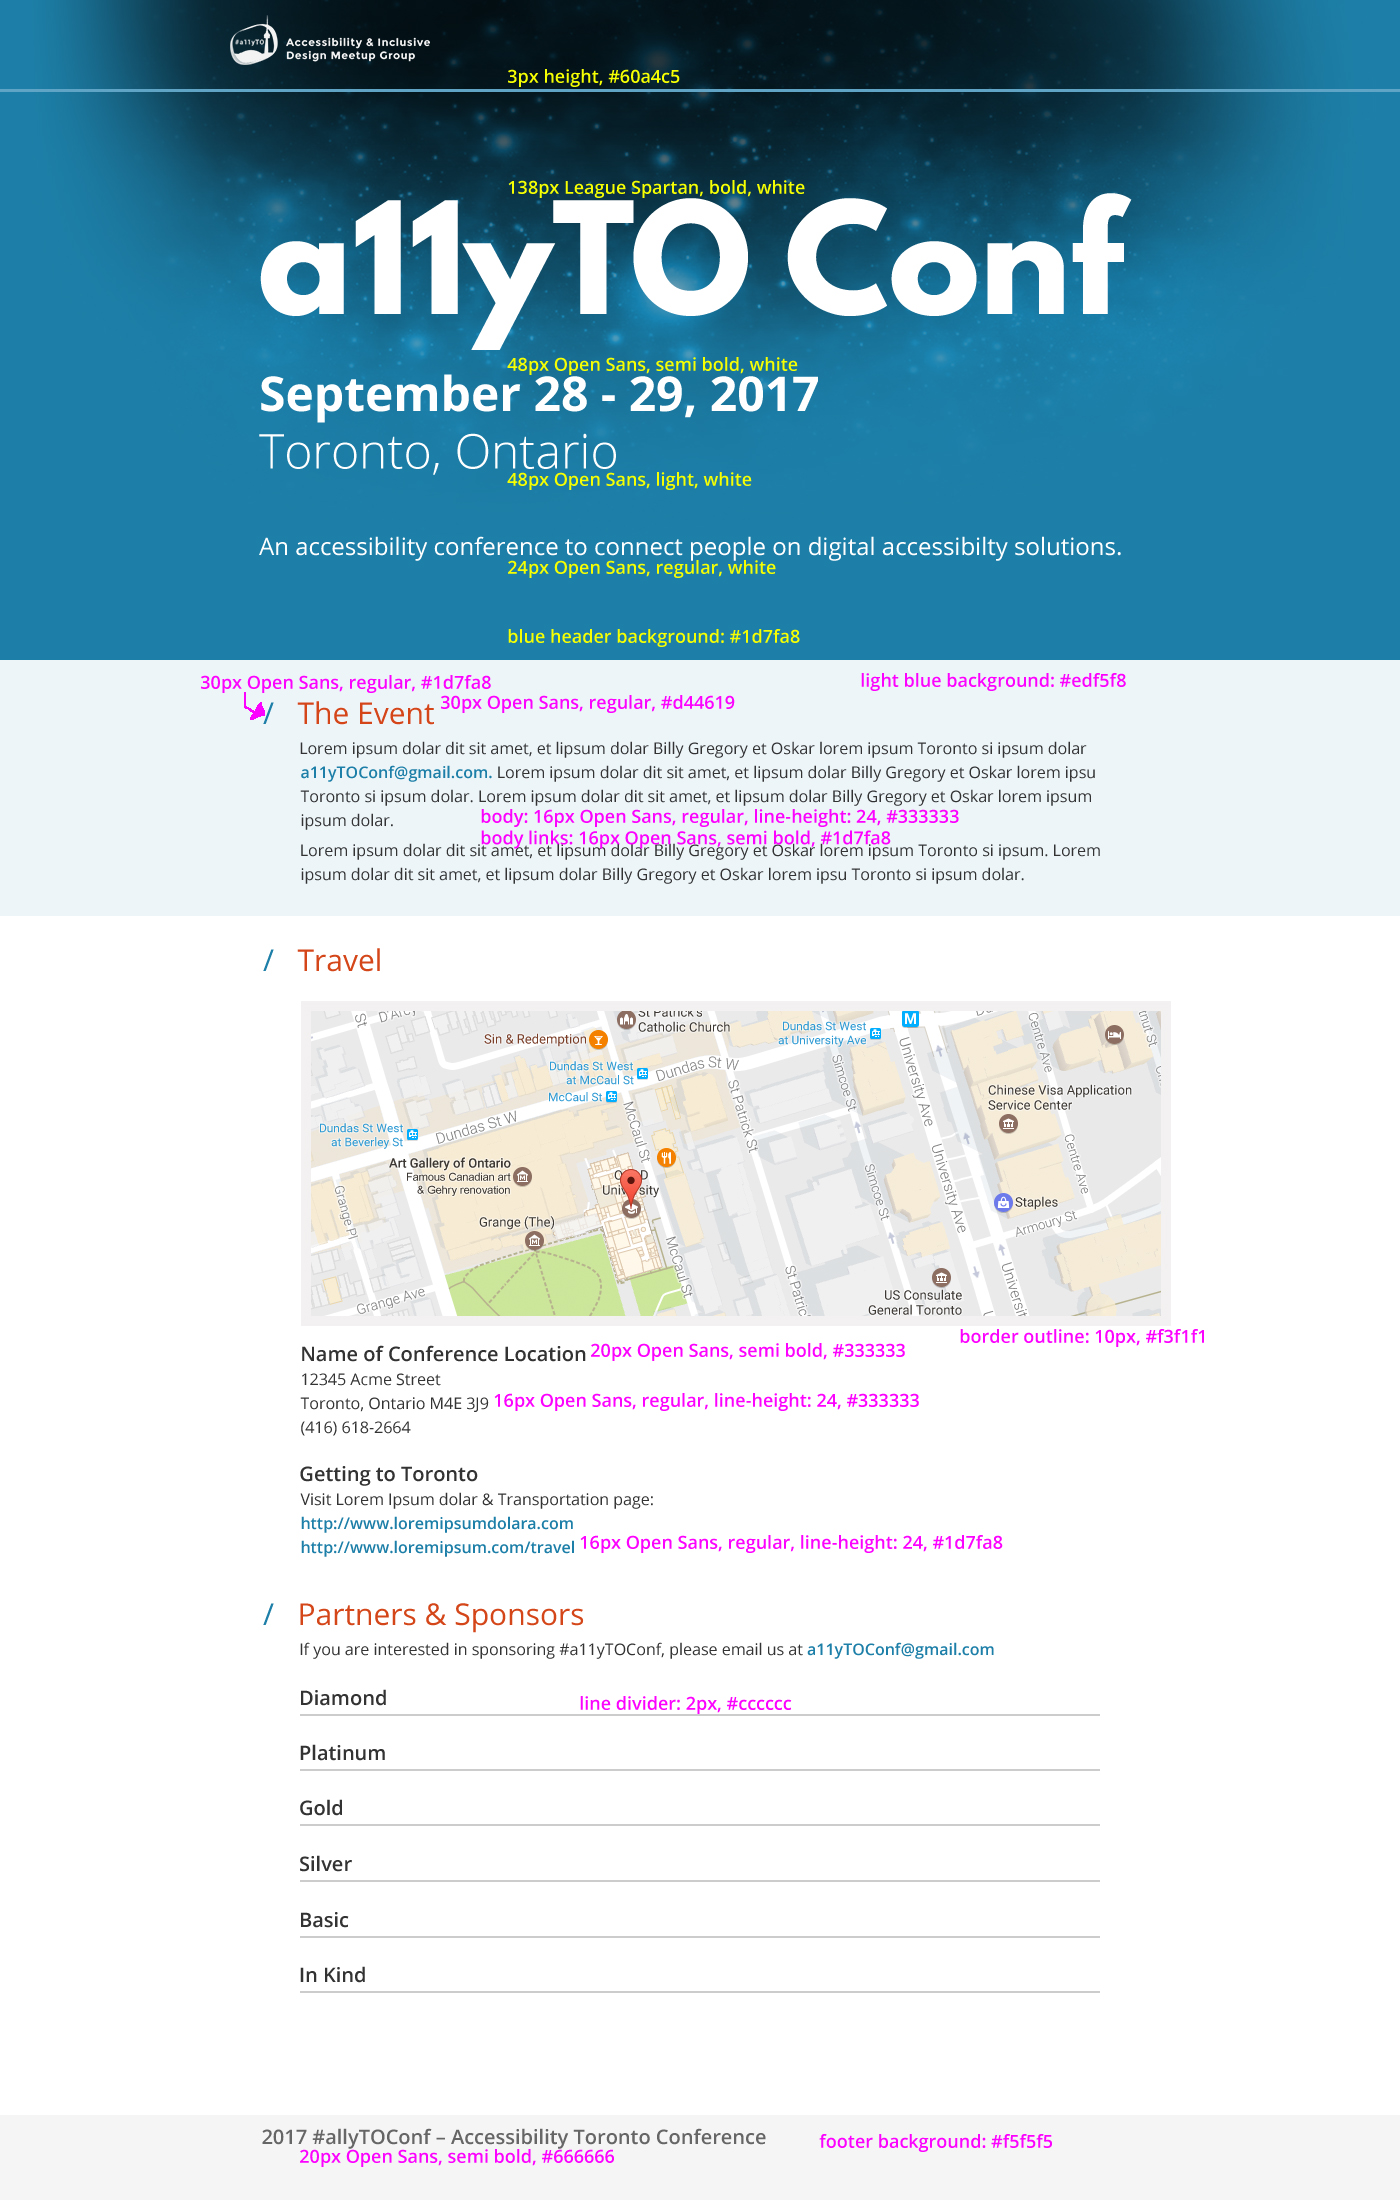 #a11yTO
Accessibility & Inclusive
Design Meetup Group
3px height, #60a4c5
138px League Spartan, bold, white
a11yTO Conf
48px Open Sans, semi bold, white
September 28 - 29, 2017
Toronto, Ontario
48px Open Sans, light, white
An accessibility conference to connect people on digital accessibilty solutions.
24px Open Sans, regular, white
blue header background: #1d7fa8
30px Open Sans, regular, #1d7fa8
light blue background: #edf5f8
/ The Event
30px Open Sans, regular, #d44619
Lorem ipsum dolar dit sit amet, et lipsum dolar Billy Gregory et Oskar lorem ipsum Toronto si ipsum dolar
a11yTOConf@gmail.com. Lorem ipsum dolar dit sit amet, et lipsum dolar Billy Gregory et Oskar lorem ipsu
Toronto si ipsum dolar. Lorem ipsum dolar dit sit amet, et lipsum dolar Billy Gregory et Oskar lorem ipsum
ipsum dolar.
body: 16px Open Sans, regular, line-height: 24, #333333
body links: 16px Open Sans, semi bold, #1d7fa8
Lorem ipsum dolar dit sit amet, et lipsum dolar Billy Gregory et Oskar lorem ipsum Toronto si ipsum. Lorem
ipsum dolar dit sit amet, et lipsum dolar Billy Gregory et Oskar lorem ipsu Toronto si ipsum dolar.
/ Travel
St
D'Arcy
St Patrick's
Catholic Church
Sin & Redemption
Dundas St West
at University Ave
M
Centre Ave
Dundas St West
at McCaul St
McCaul St
Dundas St W
Simcoe St
University Ave
Chinese Visa Application
Service Center
Dundas St West
at Beverley St
Dundas St W
McCaul St
St Patrick St
Centre Ave
Art Gallery of Ontario
Famous Canadian art
& Gehry renovation
University
Simcoe St
University Ave
Staples
Armoury St
Grange Pl
Grange (The)
McCaul St
St Patric
Universit
US Consulate
General Toronto
Grange Ave
border outline: 10px, #f3f1f1
Name of Conference Location
20px Open Sans, semi bold, #333333
12345 Acme Street
Toronto, Ontario M4E 3J9
16px Open Sans, regular, line-height: 24, #333333
(416) 618-2664
Getting to Toronto
Visit Lorem Ipsum dolar & Transportation page:
http://www.loremipsumdolara.com
http://www.loremipsum.com/travel
16px Open Sans, regular, line-height: 24, #1d7fa8
/ Partners & Sponsors
If you are interested in sponsoring #a11yTOConf, please email us at a11yTOConf@gmail.com
Diamond
line divider: 2px, #cccccc
Platinum
Gold
Silver
Basic
In Kind
2017 #allyTOConf – Accessibility Toronto Conference
footer background: #f5f5f5
20px Open Sans, semi bold, #666666